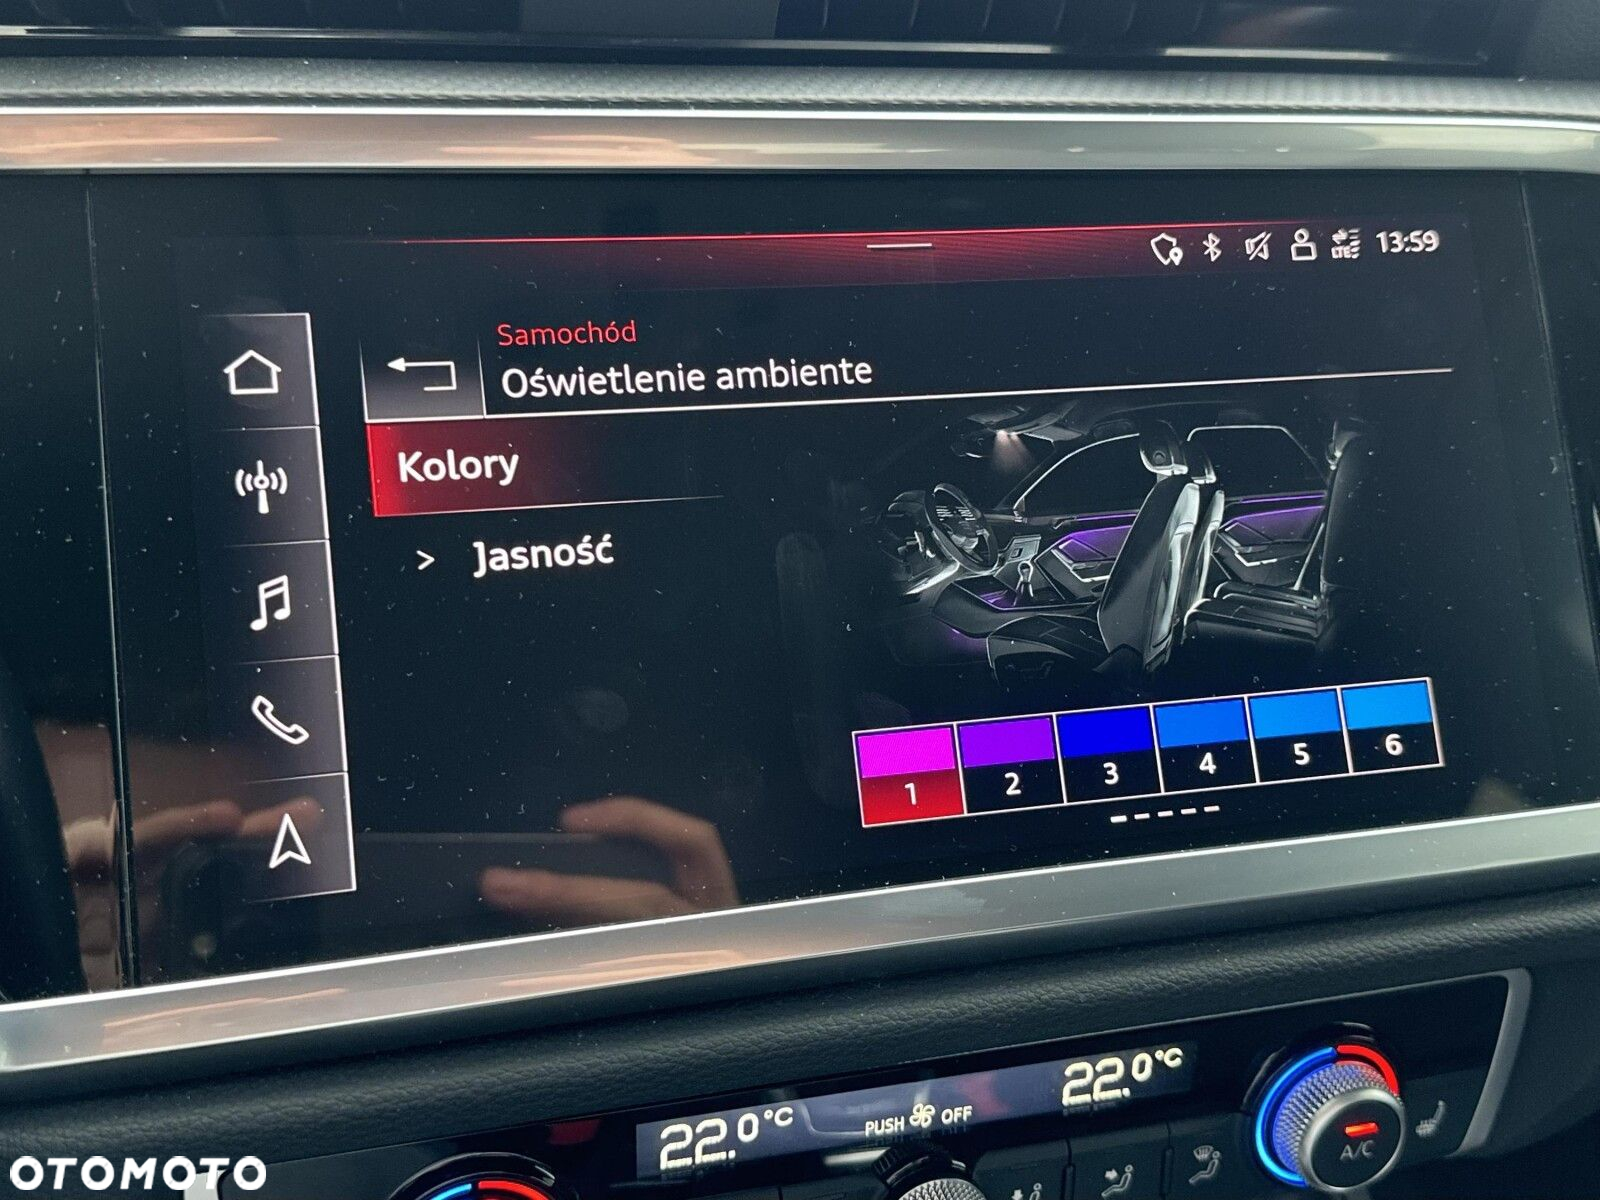 13:59
Samochód
Oświetlenie ambiente
Kolory
> Jasność
1 2 3 4 5 6
22.0°C PUSH OFF 22.0°C
A/C
OTOMOTO